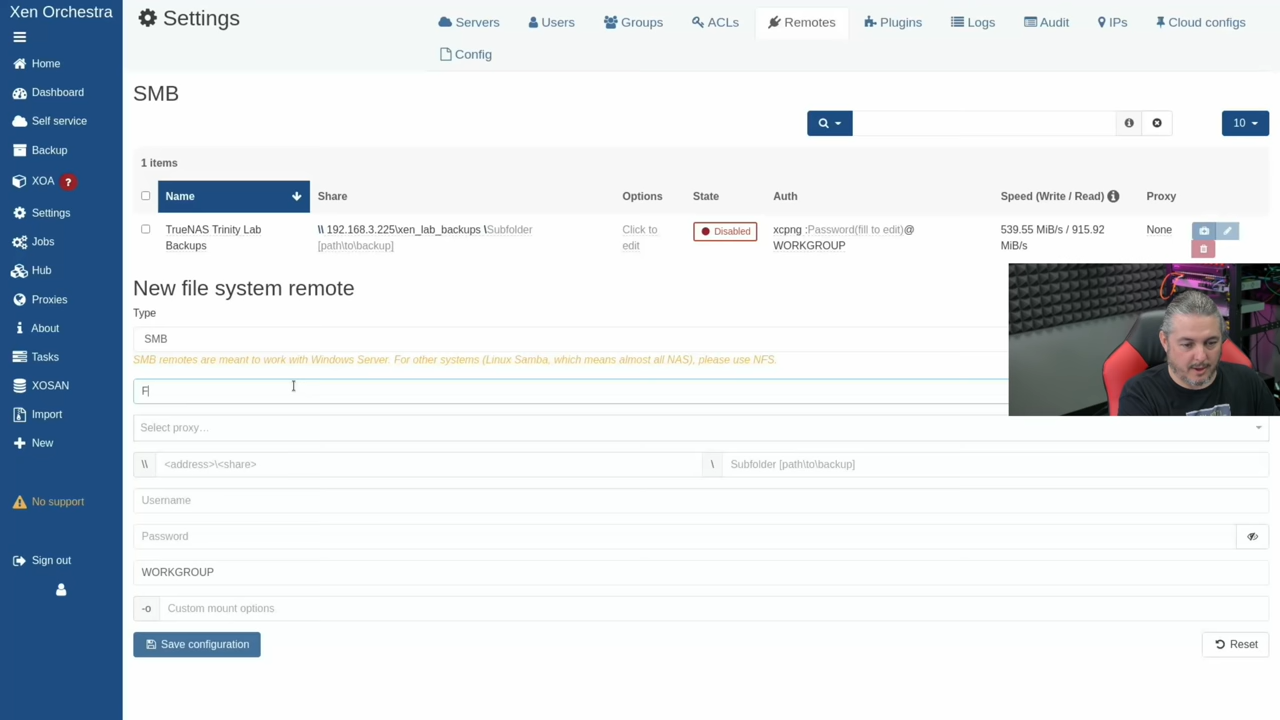 Xen Orchestra
Home
Dashboard
Self service
Backup
XOA ?
Settings
Jobs
Hub
Proxies
About
Tasks
XOSAN
Import
New
No support
Sign out
Settings
Servers
Users
Groups
ACLs
Remotes
Plugins
Logs
Audit
IPs
Cloud configs
Config
SMB
10
1 items
Name Share Options State Auth Speed (Write / Read) Proxy
TrueNAS Trinity Lab
Backups
\\ 192.168.3.225\xen_lab_backups \Subfolder
[path\to\backup]
Click to
edit
Disabled
xcpng :Password(fill to edit)@
WORKGROUP
539.55 MiB/s / 915.92
MiB/s
None
New file system remote
Type
SMB
SMB remotes are meant to work with Windows Server. For other systems (Linux Samba, which means almost all NAS), please use NFS.
F
Select proxy…
\\ <address>\<share> \ Subfolder [path\to\backup]
Username
Password
WORKGROUP
-o Custom mount options
Save configuration
Reset